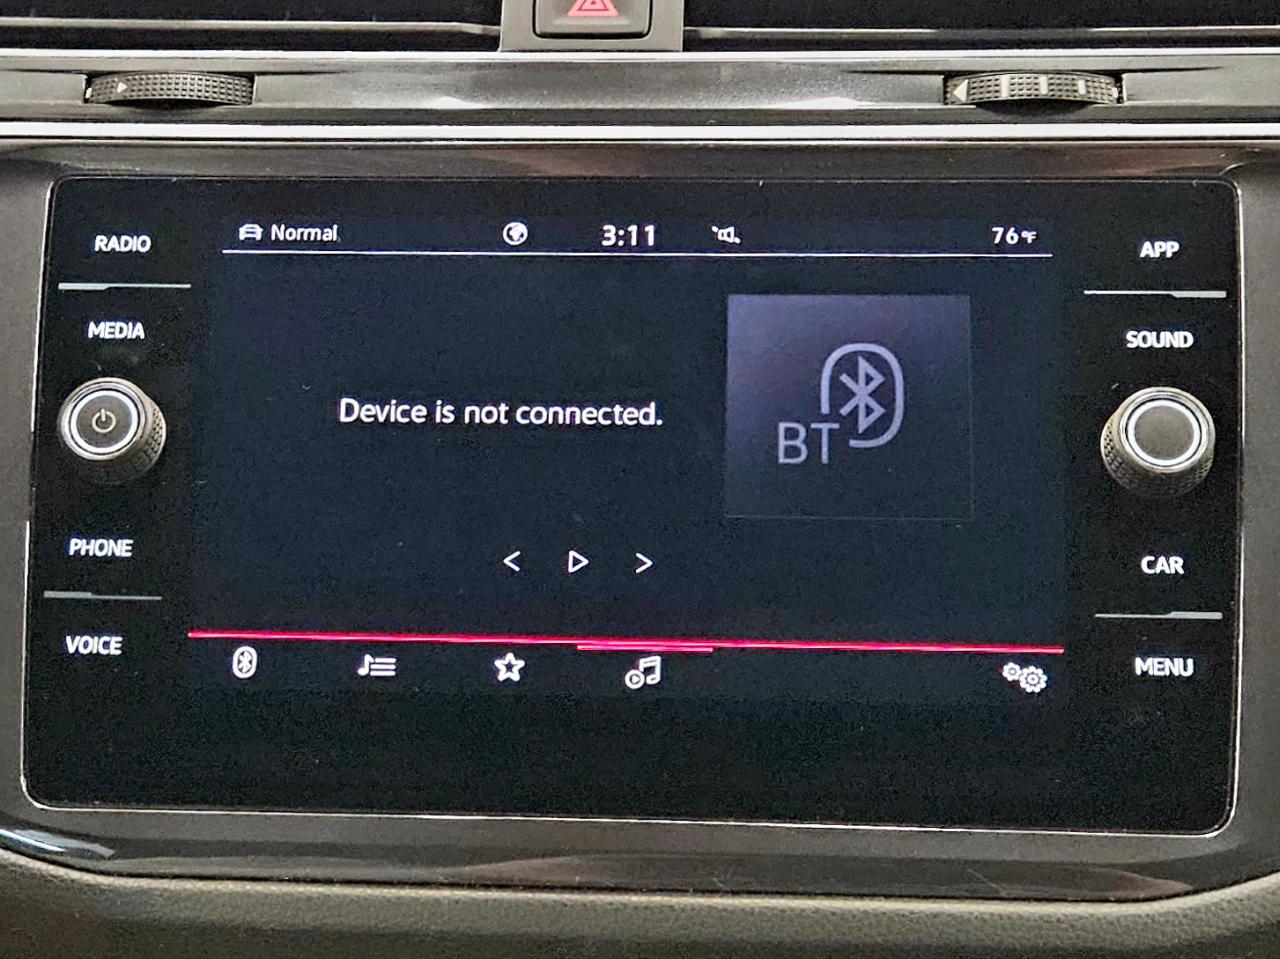 RADIO
MEDIA
PHONE
VOICE
Normal
3:11
76°F
Device is not connected.
BT
APP
SOUND
CAR
MENU